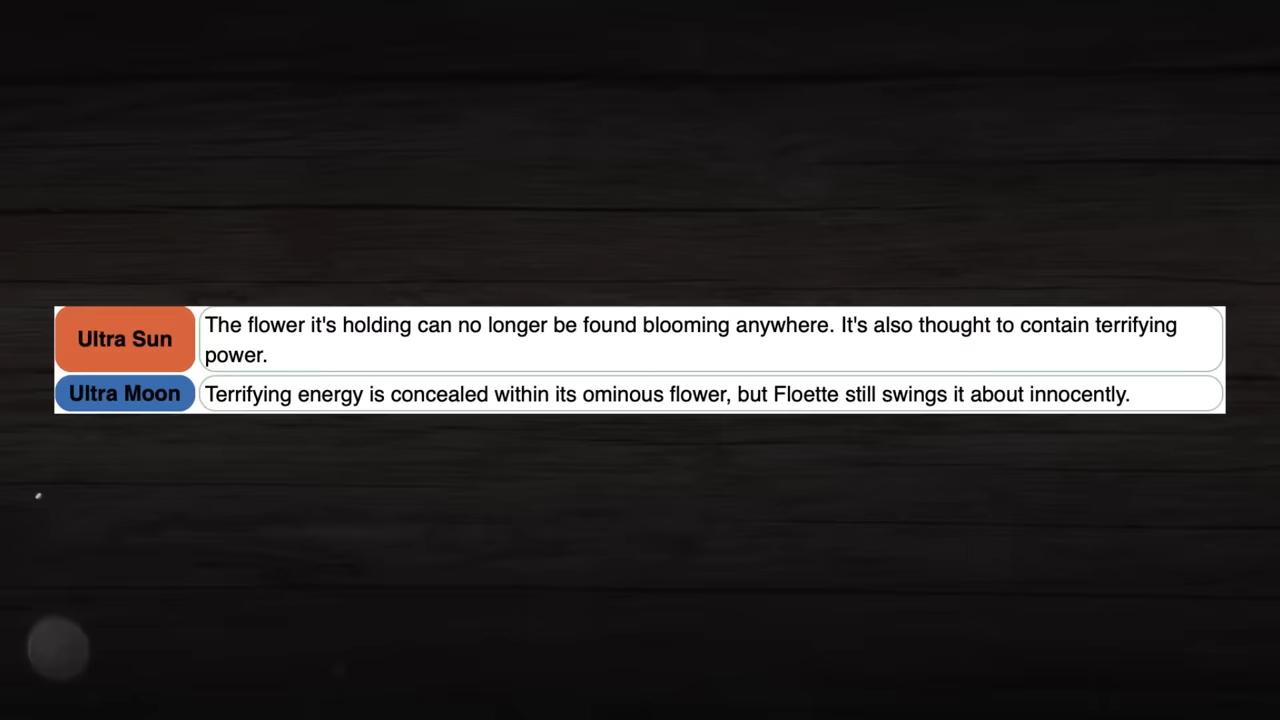 Ultra Sun
The flower it's holding can no longer be found blooming anywhere. It's also thought to contain terrifying
power.
Ultra Moon
Terrifying energy is concealed within its ominous flower, but Floette still swings it about innocently.